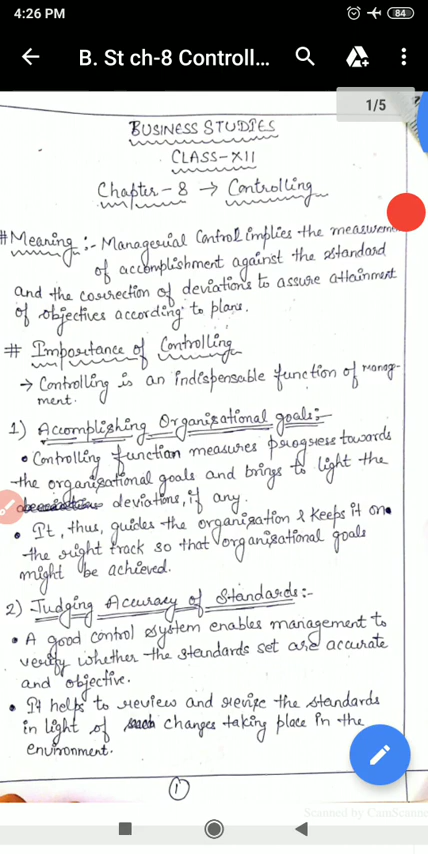 4:26 PM
84
B. St ch-8 Controll...
1/5
BUSINESS STUDIES
CLASS-XII
Chapter - 8 → Controlling
# Meaning :- Managerial Control implies the measurem
of accomplishment against the standard
and the correction of deviations to assure attainment
of objectives according to plans.
# Importance of Controlling
→ Controlling is an indispensable function of manag-
ment.
1) Accomplishing Organisational goals:-
• Controlling function measures progress towards
the organisational goals and brings to light the
deviations, if any.
• It, thus, guides the organisation & keeps it on
the right track so that organisational goals
might be achieved.
2) Judging Accuracy of Standards:-
• A good control system enables management to
verify whether the standards set are accurate
and objective.
• It helps to review and revise the standards
in light of changes taking place in the
environment.
1
Scanned by CamScanner